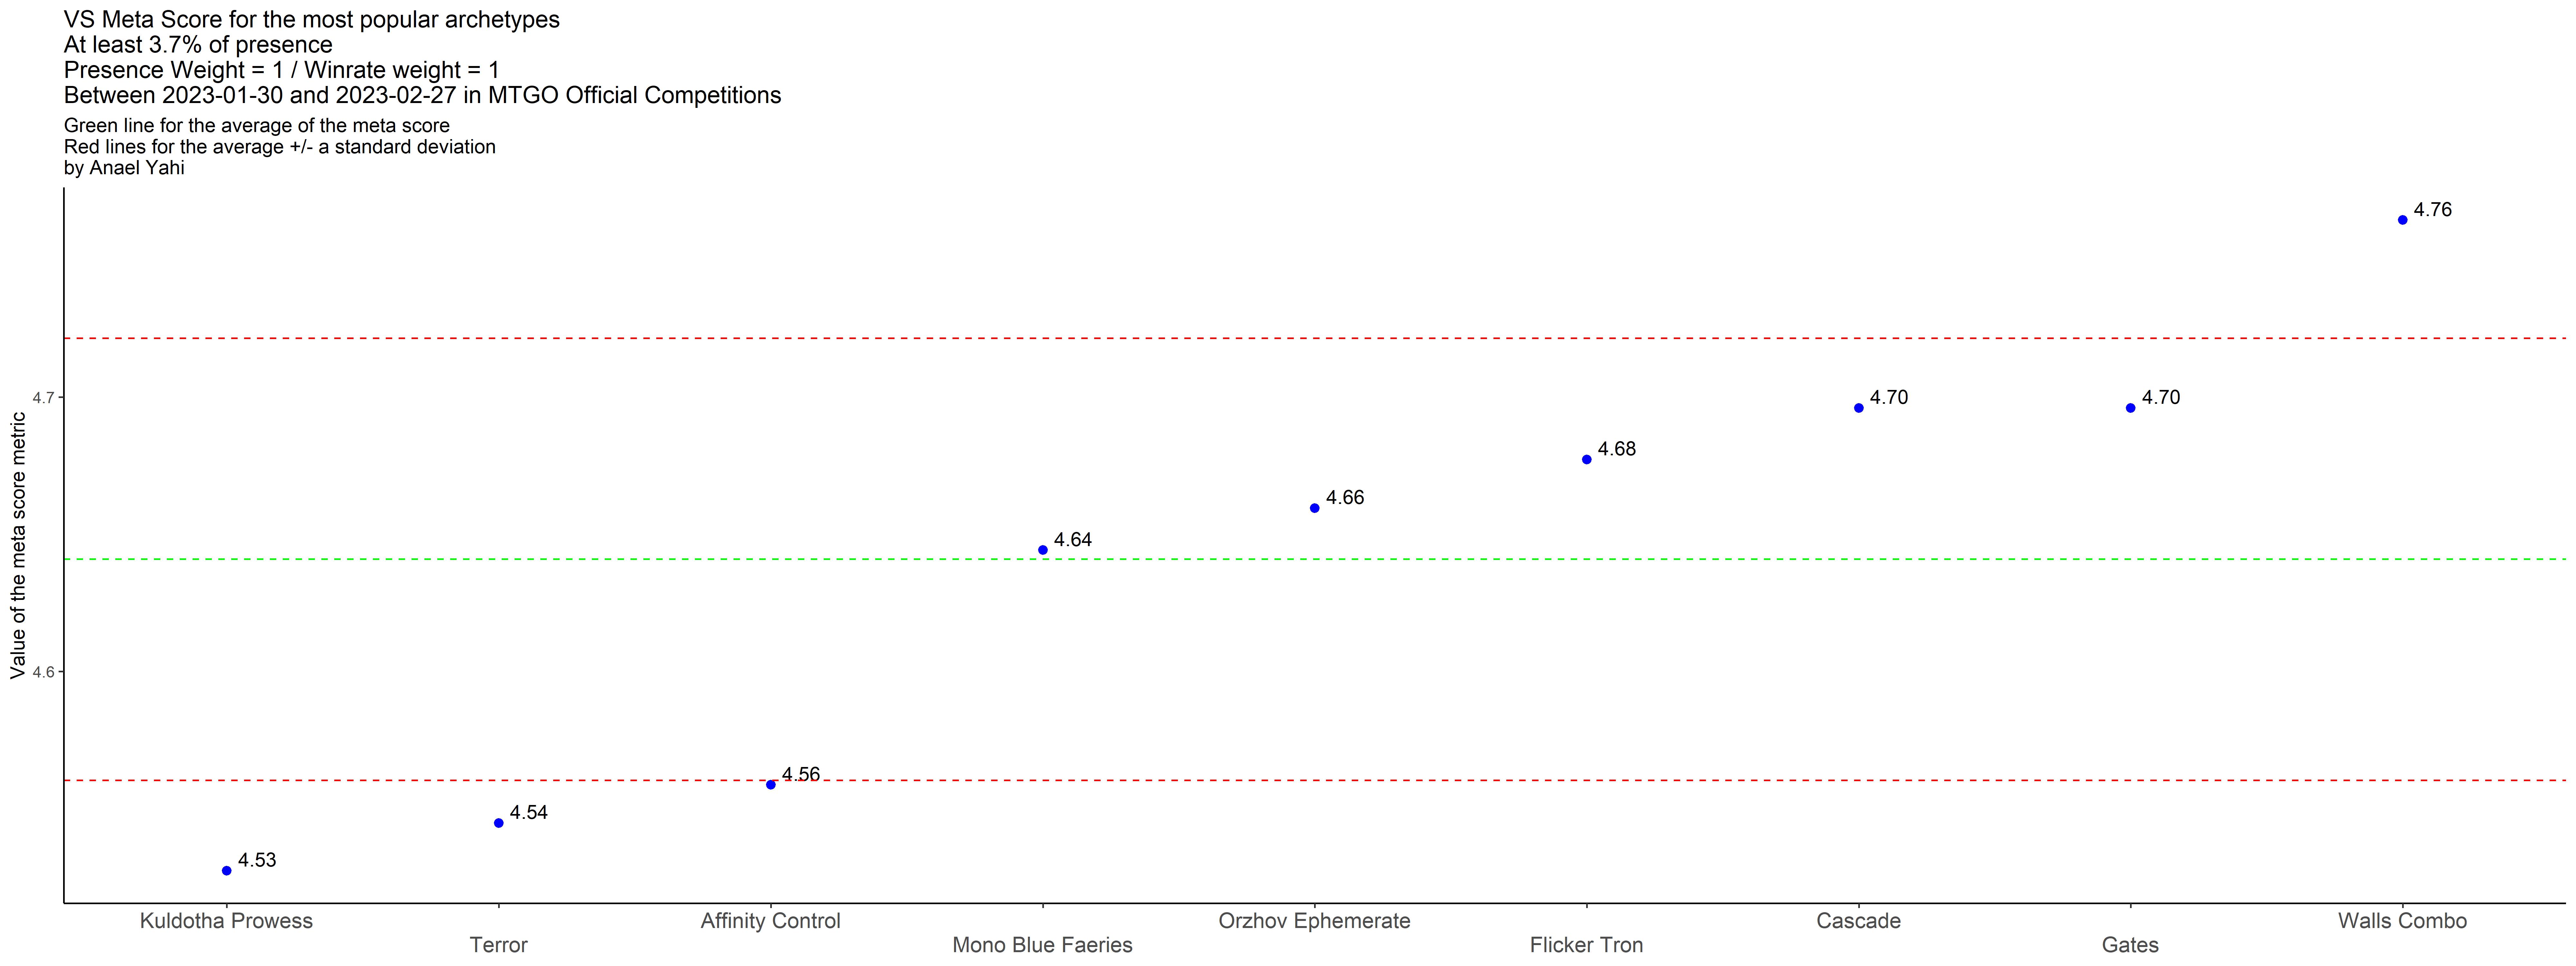 VS Meta Score for the most popular archetypes
At least 3.7% of presence
Presence Weight = 1 / Winrate weight = 1
Between 2023-01-30 and 2023-02-27 in MTGO Official Competitions
Green line for the average of the meta score
Red lines for the average +/- a standard deviation
by Anael Yahi
Value of the meta score metric
4.7
4.6
4.53
4.54
4.56
4.64
4.66
4.68
4.70
4.70
4.76
Kuldotha Prowess
Terror
Affinity Control
Mono Blue Faeries
Orzhov Ephemerate
Flicker Tron
Cascade
Gates
Walls Combo